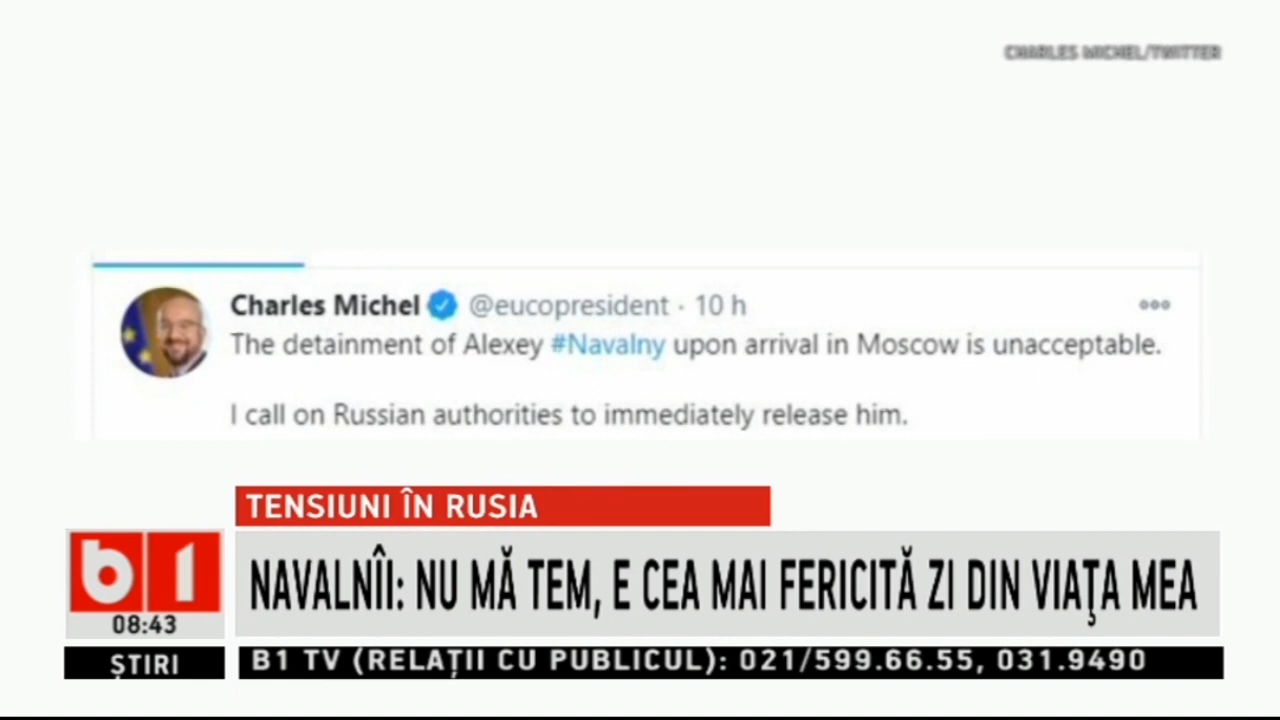 CHARLES MICHEL/TWITTER
Charles Michel @eucopresident · 10 h
The detainment of Alexey #Navalny upon arrival in Moscow is unacceptable.
I call on Russian authorities to immediately release him.
TENSIUNI ÎN RUSIA
NAVALNÎI: NU MĂ TEM, E CEA MAI FERICITĂ ZI DIN VIAŢA MEA
b1
08:43
ȘTIRI
B1 TV (RELAȚII CU PUBLICUL): 021/599.66.55, 031.9490